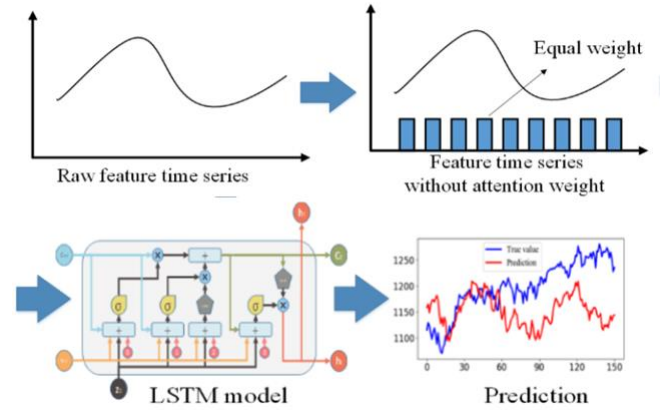 Equal weight
Raw feature time series
Feature time series
without attention weight
True value
Prediction
1250
1200
1150
1100
0 30 60 90 120 150
σ σ σ
LSTM model
Prediction